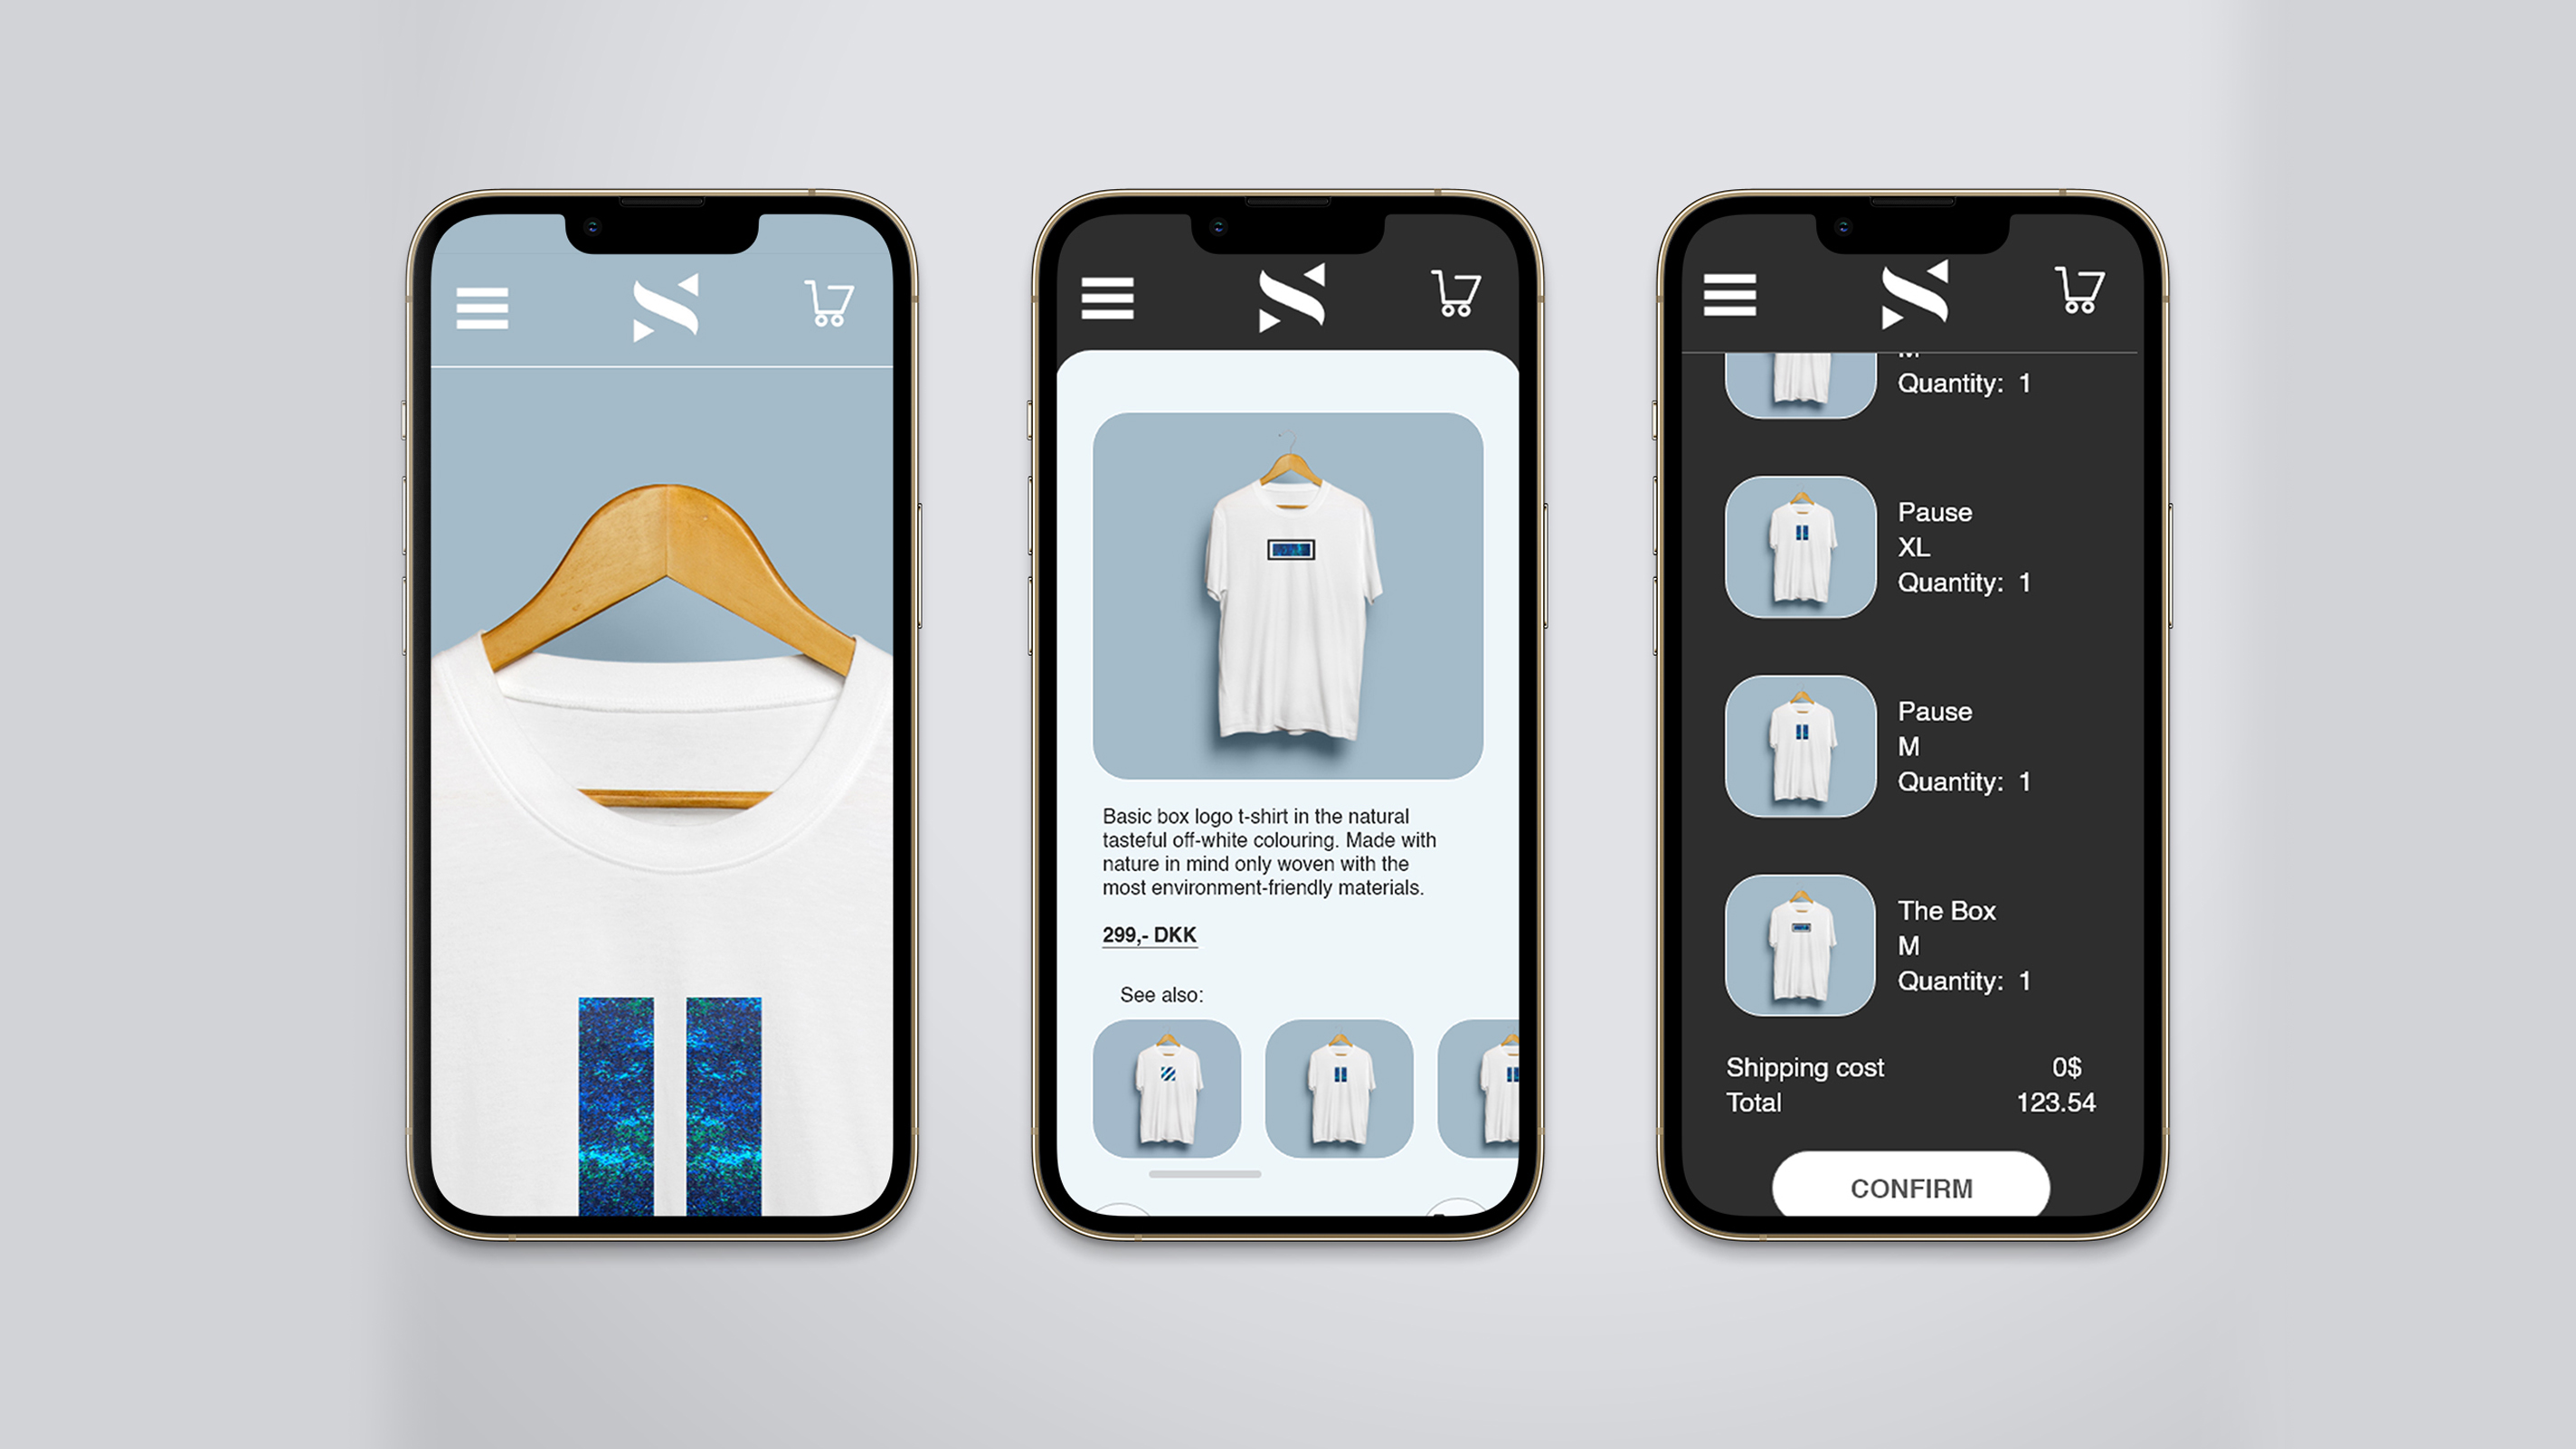 Basic box logo t-shirt in the natural
tasteful off-white colouring. Made with
nature in mind only woven with the
most environment-friendly materials.
299,- DKK
See also:
Quantity: 1
Pause
XL
Quantity: 1
Pause
M
Quantity: 1
The Box
M
Quantity: 1
Shipping cost 0$
Total 123.54
CONFIRM